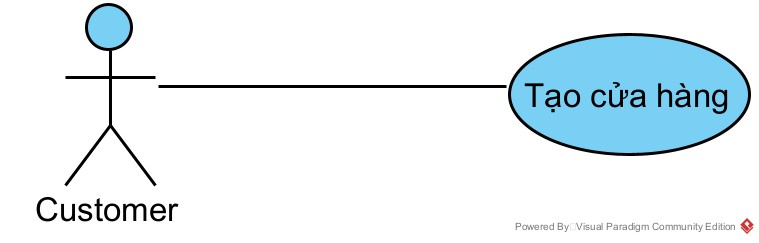 Tạo cửa hàng
Customer
Powered By Visual Paradigm Community Edition